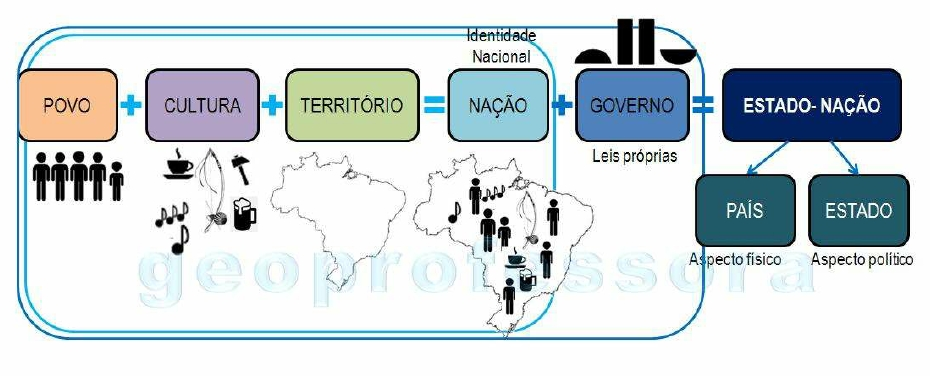 Identidade
Nacional
POVO + CULTURA + TERRITÓRIO = NAÇÃO + GOVERNO = ESTADO- NAÇÃO
Leis próprias
PAÍS
ESTADO
Aspecto físico
Aspecto político
geoprofessora